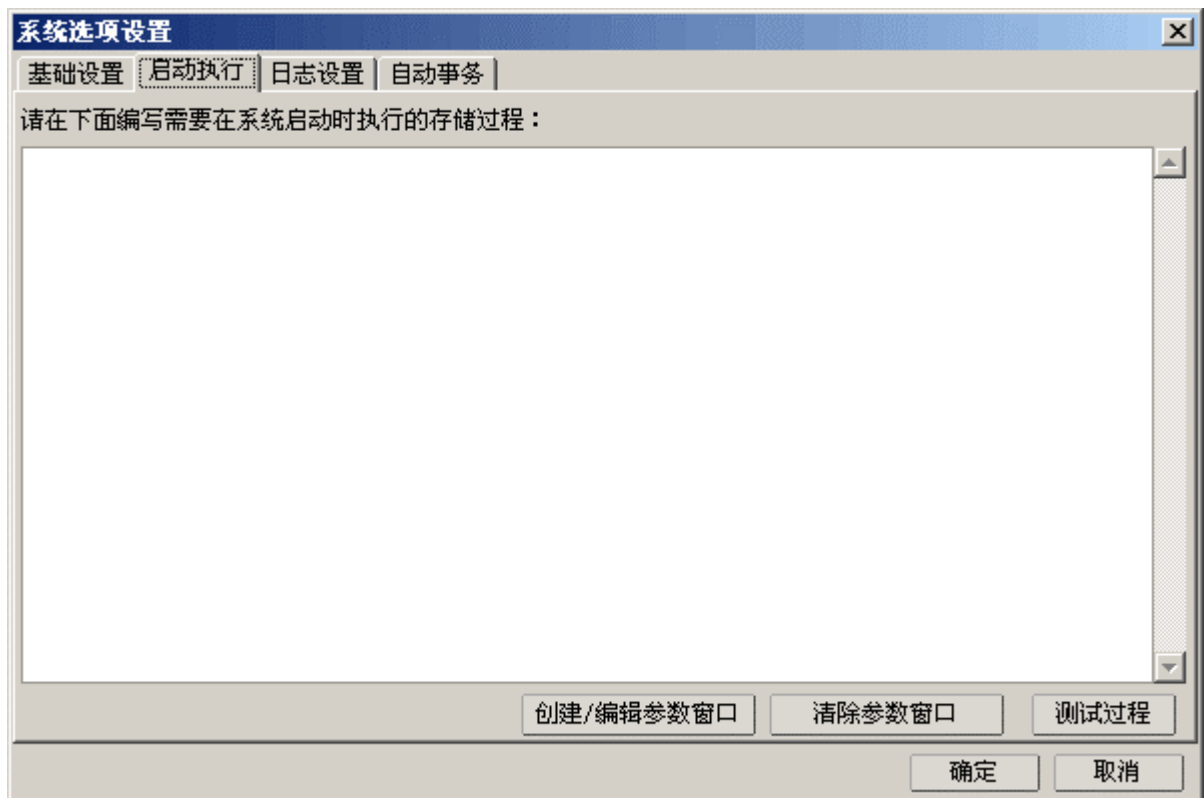 系统选项设置
基础设置 启动执行 日志设置 自动事务
请在下面编写需要在系统启动时执行的存储过程：
创建/编辑参数窗口 清除参数窗口 测试过程
确定 取消